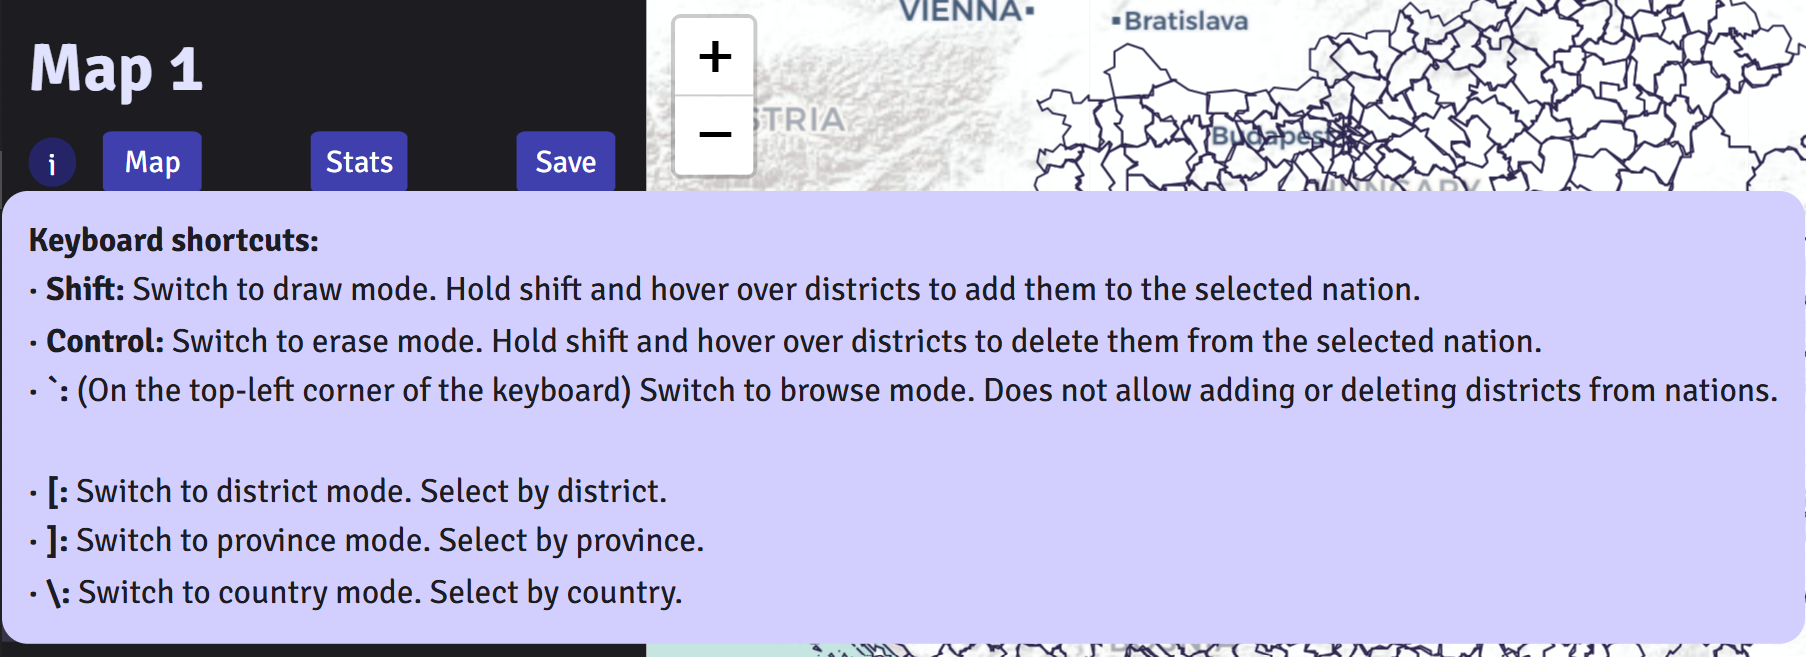 VIENNA
Bratislava
Map 1
+
STRIA
−
Budapest
i
Map
Stats
Save
HUNGARY
Keyboard shortcuts:
· Shift: Switch to draw mode. Hold shift and hover over districts to add them to the selected nation.
· Control: Switch to erase mode. Hold shift and hover over districts to delete them from the selected nation.
· `: (On the top-left corner of the keyboard) Switch to browse mode. Does not allow adding or deleting districts from nations.
· [: Switch to district mode. Select by district.
· ]: Switch to province mode. Select by province.
· \: Switch to country mode. Select by country.